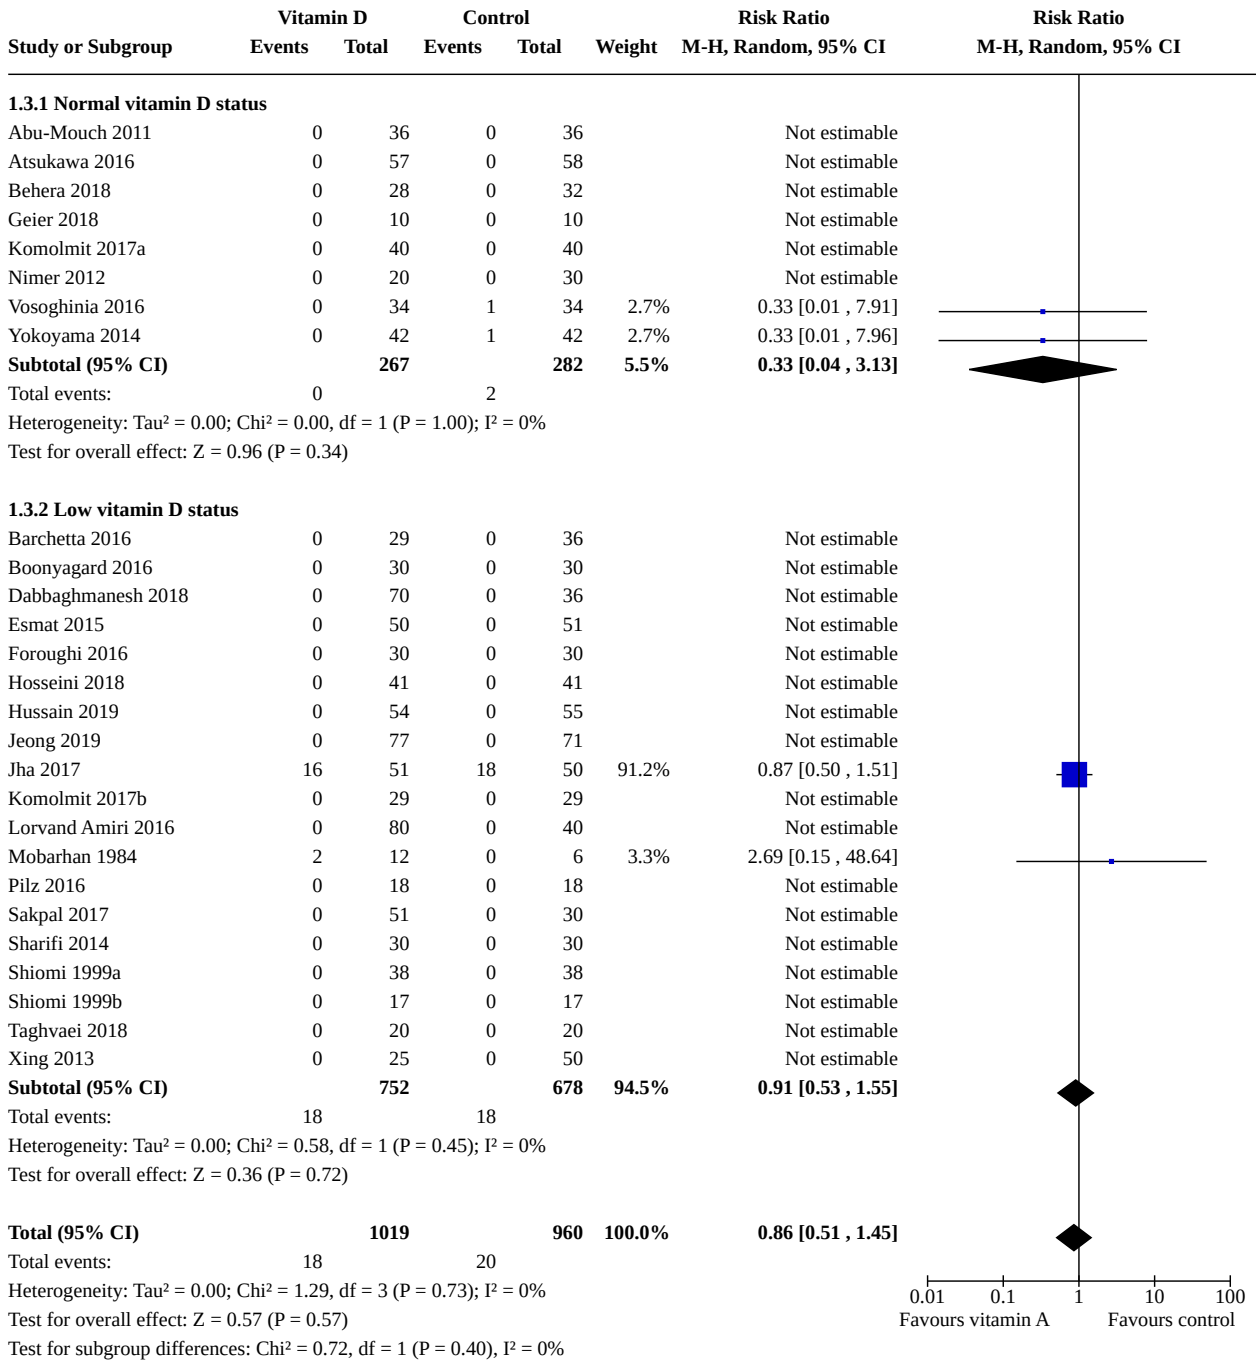 Vitamin D Control Risk Ratio Risk Ratio
Study or Subgroup Events Total Events Total Weight M-H, Random, 95% CI M-H, Random, 95% CI
1.3.1 Normal vitamin D status
Abu-Mouch 2011 0 36 0 36 Not estimable
Atsukawa 2016 0 57 0 58 Not estimable
Behera 2018 0 28 0 32 Not estimable
Geier 2018 0 10 0 10 Not estimable
Komolmit 2017a 0 40 0 40 Not estimable
Nimer 2012 0 20 0 30 Not estimable
Vosoghinia 2016 0 34 1 34 2.7% 0.33 [0.01 , 7.91]
Yokoyama 2014 0 42 1 42 2.7% 0.33 [0.01 , 7.96]
Subtotal (95% CI) 267 282 5.5% 0.33 [0.04 , 3.13]
Total events: 0 2
Heterogeneity: Tau² = 0.00; Chi² = 0.00, df = 1 (P = 1.00); I² = 0%
Test for overall effect: Z = 0.96 (P = 0.34)
1.3.2 Low vitamin D status
Barchetta 2016 0 29 0 36 Not estimable
Boonyagard 2016 0 30 0 30 Not estimable
Dabbaghmanesh 2018 0 70 0 36 Not estimable
Esmat 2015 0 50 0 51 Not estimable
Foroughi 2016 0 30 0 30 Not estimable
Hosseini 2018 0 41 0 41 Not estimable
Hussain 2019 0 54 0 55 Not estimable
Jeong 2019 0 77 0 71 Not estimable
Jha 2017 16 51 18 50 91.2% 0.87 [0.50 , 1.51]
Komolmit 2017b 0 29 0 29 Not estimable
Lorvand Amiri 2016 0 80 0 40 Not estimable
Mobarhan 1984 2 12 0 6 3.3% 2.69 [0.15 , 48.64]
Pilz 2016 0 18 0 18 Not estimable
Sakpal 2017 0 51 0 30 Not estimable
Sharifi 2014 0 30 0 30 Not estimable
Shiomi 1999a 0 38 0 38 Not estimable
Shiomi 1999b 0 17 0 17 Not estimable
Taghvaei 2018 0 20 0 20 Not estimable
Xing 2013 0 25 0 50 Not estimable
Subtotal (95% CI) 752 678 94.5% 0.91 [0.53 , 1.55]
Total events: 18 18
Heterogeneity: Tau² = 0.00; Chi² = 0.58, df = 1 (P = 0.45); I² = 0%
Test for overall effect: Z = 0.36 (P = 0.72)
Total (95% CI) 1019 960 100.0% 0.86 [0.51 , 1.45]
Total events: 18 20
Heterogeneity: Tau² = 0.00; Chi² = 1.29, df = 3 (P = 0.73); I² = 0% 0.01 0.1 1 10 100
Test for overall effect: Z = 0.57 (P = 0.57) Favours vitamin A Favours control
Test for subgroup differences: Chi² = 0.72, df = 1 (P = 0.40), I² = 0%